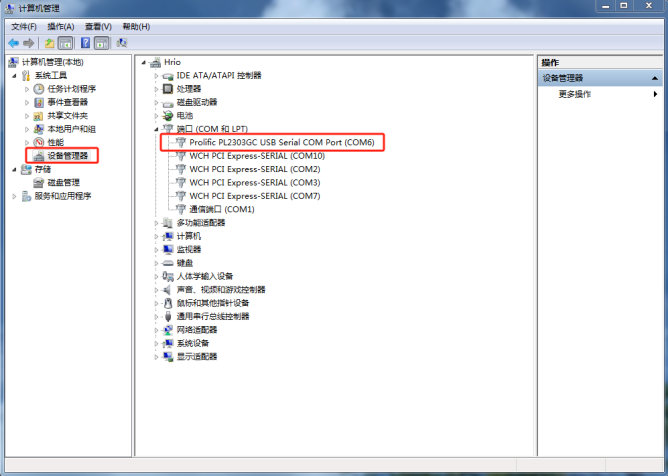 计算机管理
文件(F) 操作(A) 查看(V) 帮助(H)
计算机管理(本地)
系统工具
任务计划程序
事件查看器
共享文件夹
本地用户和组
性能
设备管理器
存储
磁盘管理
服务和应用程序
Hrio
IDE ATA/ATAPI 控制器
处理器
磁盘驱动器
电池
端口 (COM 和 LPT)
Prolific PL2303GC USB Serial COM Port (COM6)
WCH PCI Express-SERIAL (COM10)
WCH PCI Express-SERIAL (COM2)
WCH PCI Express-SERIAL (COM3)
WCH PCI Express-SERIAL (COM7)
通信端口 (COM1)
多功能适配器
计算机
监视器
键盘
人体学输入设备
声音、视频和游戏控制器
鼠标和其他指针设备
通用串行总线控制器
网络适配器
系统设备
显示适配器
操作
设备管理器
更多操作